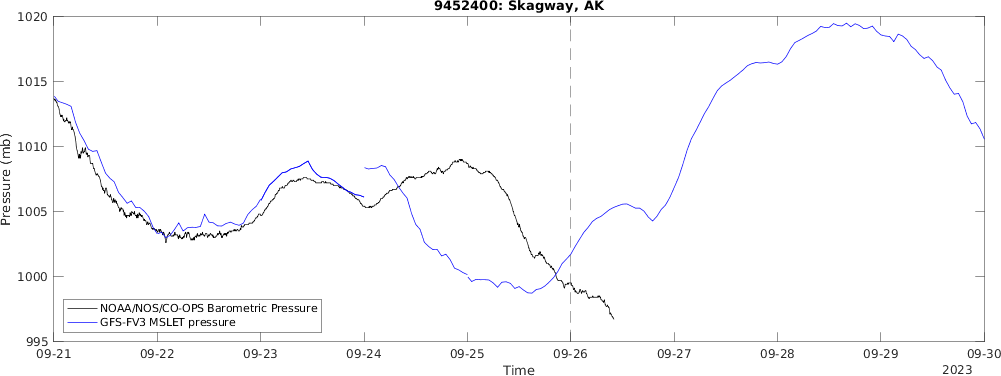 9452400: Skagway, AK
1020
1015
1010
1005
1000
995
Pressure (mb)
NOAA/NOS/CO-OPS Barometric Pressure
GFS-FV3 MSLET pressure
09-21 09-22 09-23 09-24 09-25 09-26 09-27 09-28 09-29 09-30
Time
2023